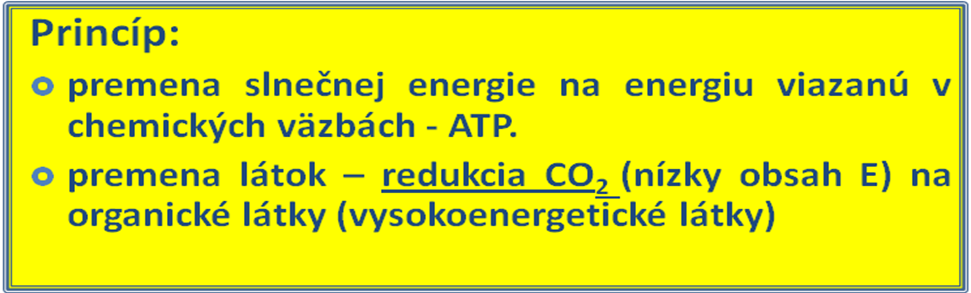 Princíp:
premena slnečnej energie na energiu viazanú v
chemických väzbách - ATP.
premena látok – redukcia CO₂ (nízky obsah E) na
organické látky (vysokoenergetické látky)